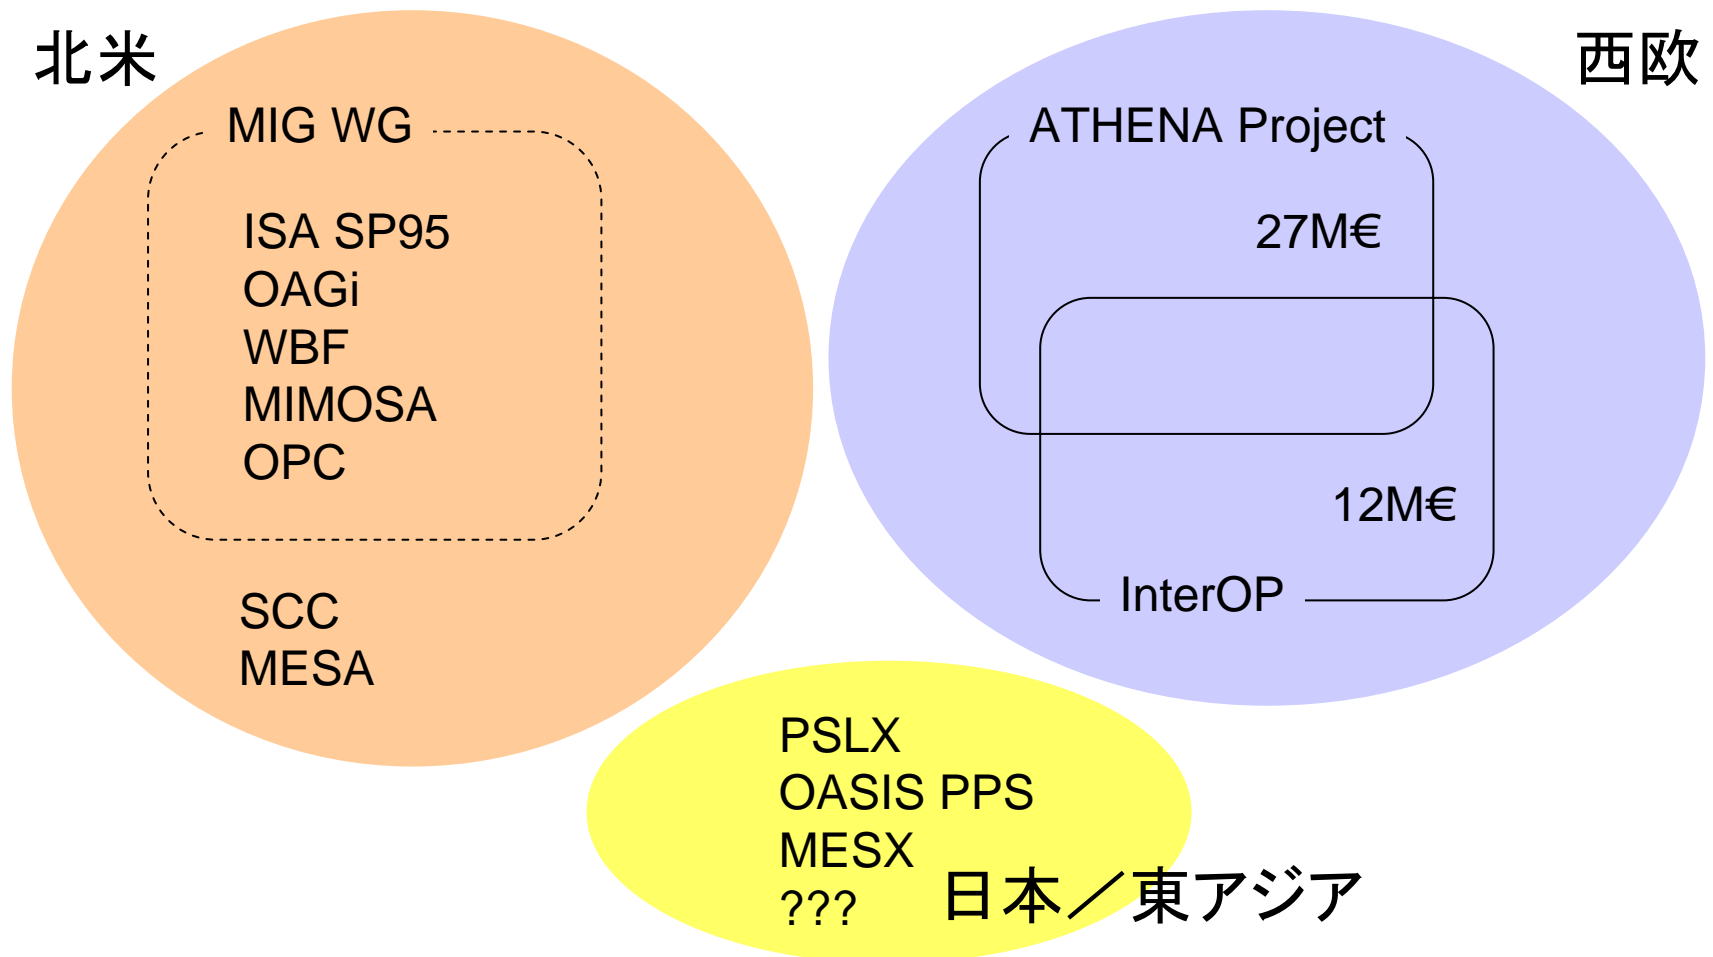 北米
MIG WG
ISA SP95
OAGi
WBF
MIMOSA
OPC
SCC
MESA
西欧
ATHENA Project
27M€
12M€
InterOP
PSLX
OASIS PPS
MESX
???
日本／東アジア